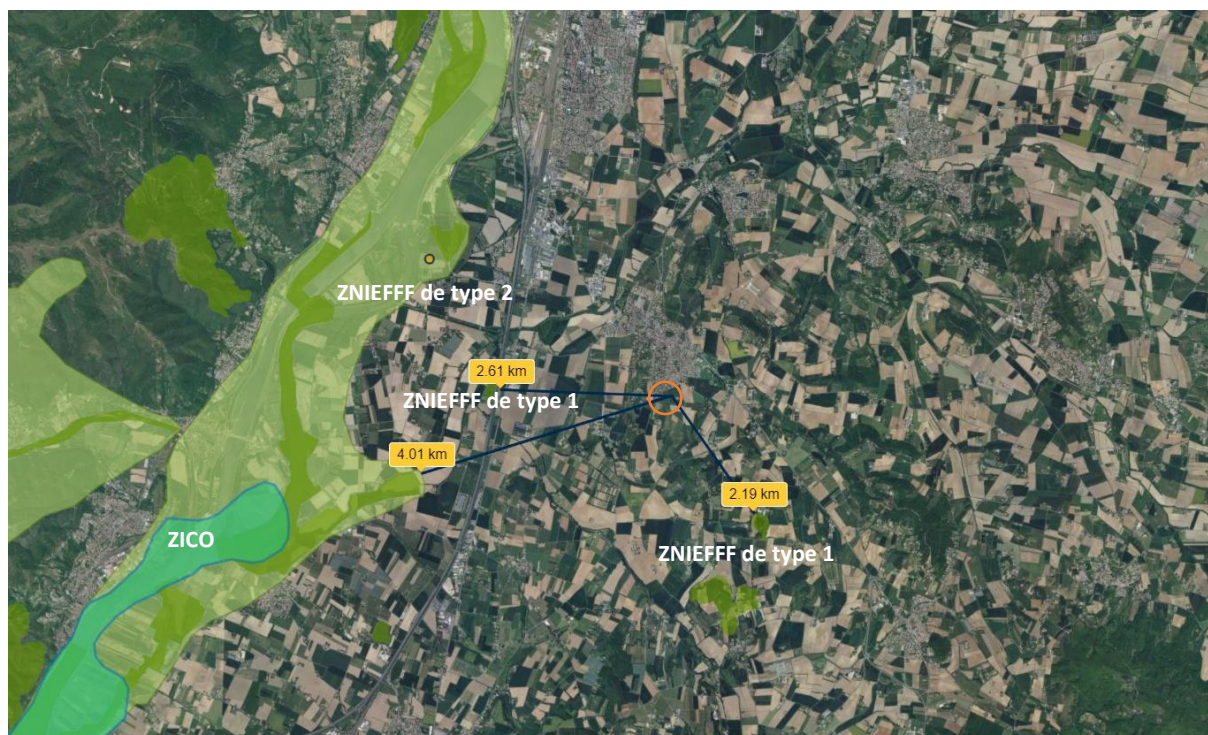 ZNIEFFF de type 2
2.61 km
ZNIEFFF de type 1
4.01 km
2.19 km
ZICO
ZNIEFFF de type 1